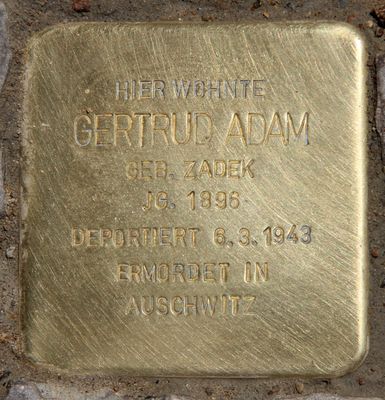 HIER WOHNTE
GERTRUD ADAM
GEB. ZADEK
JG. 1896
DEPORTIERT 6.3.1943
ERMORDET IN
AUSCHWITZ